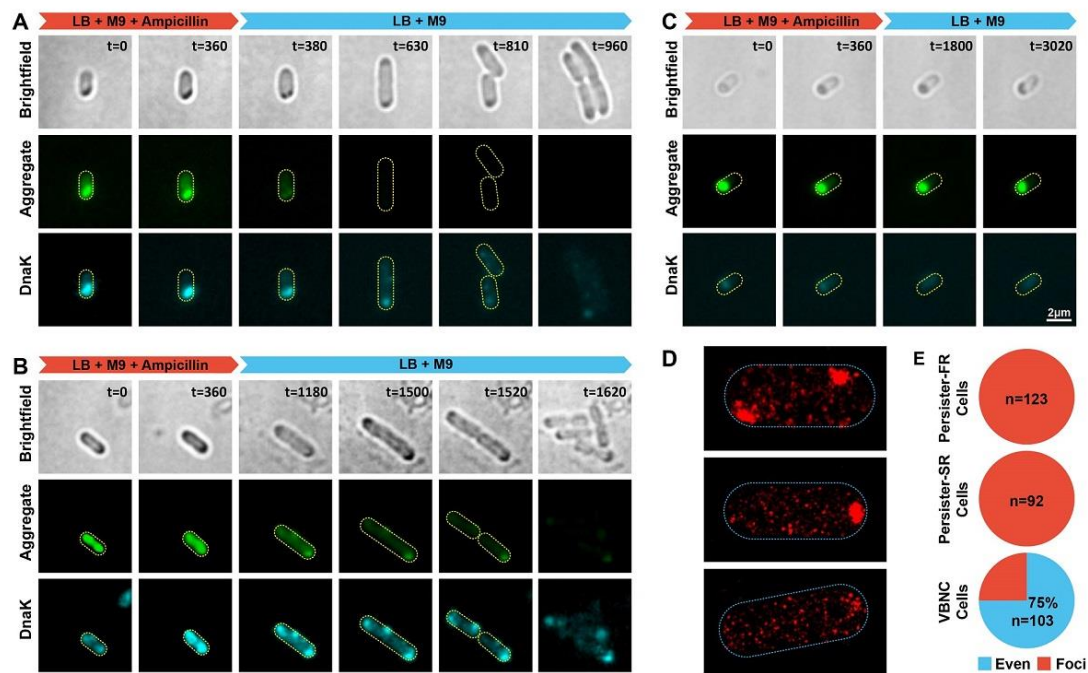 A
LB + M9 + Ampicillin
LB + M9
Brightfield
t=0
t=360
t=380
t=630
t=810
t=960
Aggregate
DnaK
B
LB + M9 + Ampicillin
LB + M9
Brightfield
t=0
t=360
t=1180
t=1500
t=1520
t=1620
Aggregate
DnaK
C
LB + M9 + Ampicillin
LB + M9
Brightfield
t=0
t=360
t=1800
t=3020
Aggregate
DnaK
2μm
D
E
Persister-FR
Cells
n=123
Persister-SR
Cells
n=92
VBNC
Cells
75%
n=103
Even
Foci